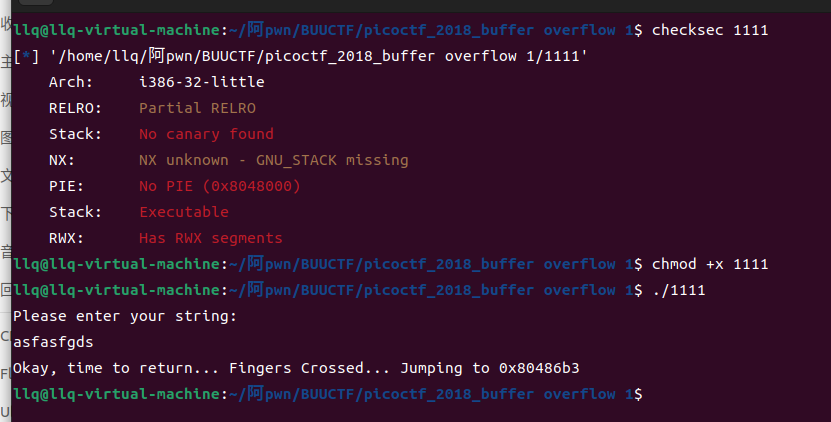 llq@llq-virtual-machine:~/阿pwn/BUUCTF/picoctf_2018_buffer overflow 1$ checksec 1111
[*] '/home/llq/阿pwn/BUUCTF/picoctf_2018_buffer overflow 1/1111'
Arch:     i386-32-little
RELRO:    Partial RELRO
Stack:    No canary found
NX:       NX unknown - GNU_STACK missing
PIE:      No PIE (0x8048000)
Stack:    Executable
RWX:      Has RWX segments
llq@llq-virtual-machine:~/阿pwn/BUUCTF/picoctf_2018_buffer overflow 1$ chmod +x 1111
llq@llq-virtual-machine:~/阿pwn/BUUCTF/picoctf_2018_buffer overflow 1$ ./1111
Please enter your string:
asfasfgds
Okay, time to return... Fingers Crossed... Jumping to 0x80486b3
llq@llq-virtual-machine:~/阿pwn/BUUCTF/picoctf_2018_buffer overflow 1$